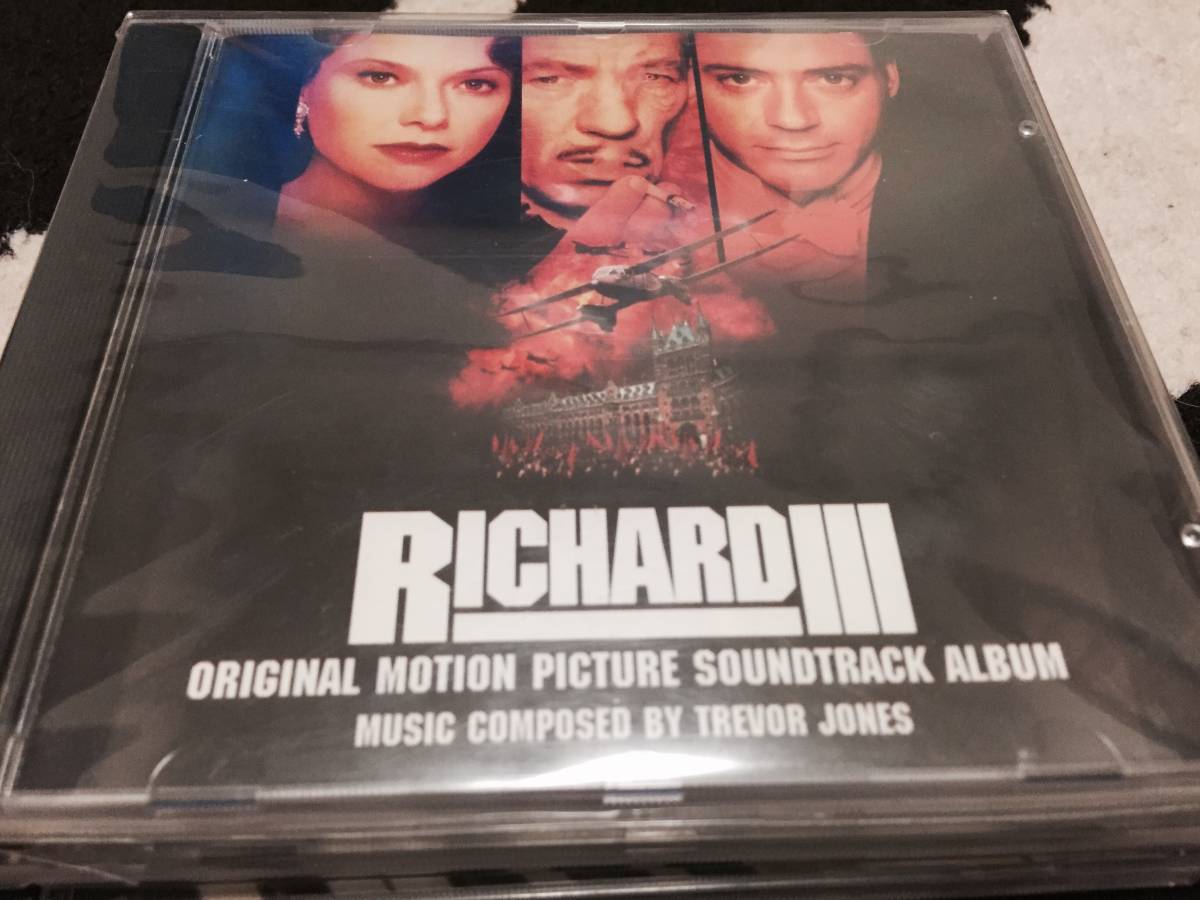 RICHARD III
ORIGINAL MOTION PICTURE SOUNDTRACK ALBUM
MUSIC COMPOSED BY TREVOR JONES